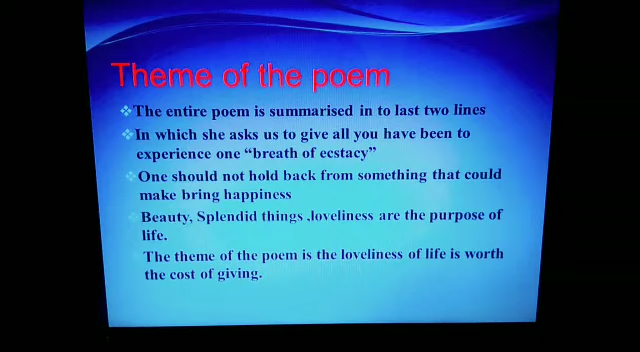 Theme of the poem
The entire poem is summarised in to last two lines
In which she asks us to give all you have been to
experience one “breath of ecstacy”
One should not hold back from something that could
make bring happiness
Beauty, Splendid things ,loveliness are the purpose of
life.
The theme of the poem is the loveliness of life is worth
the cost of giving.